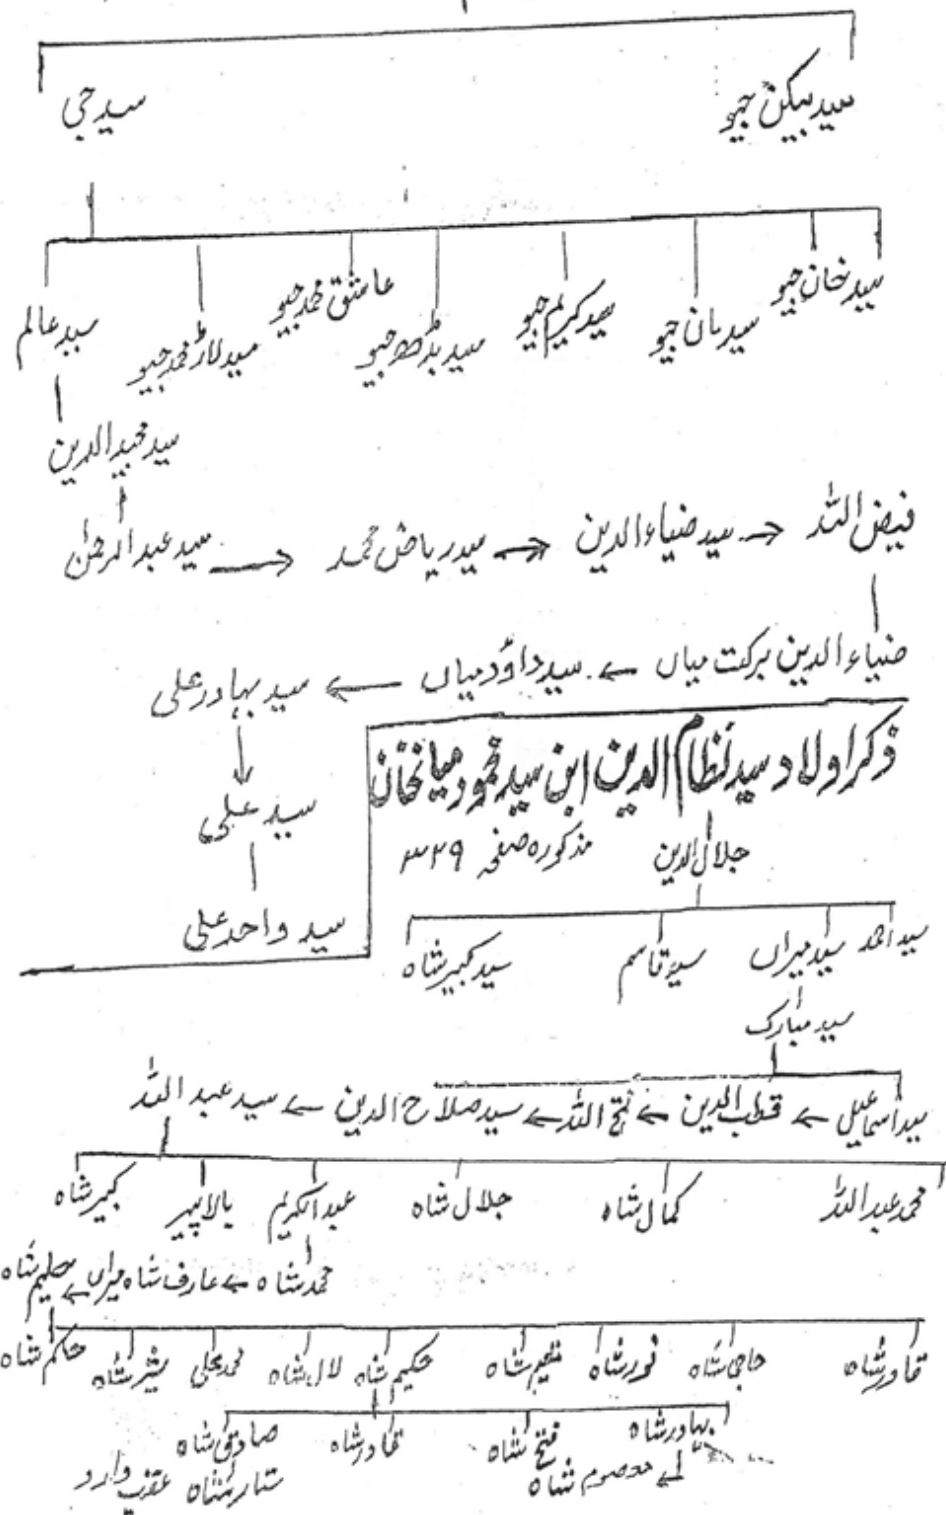 سید بیکن جیو سید جی
سید خان جیو سید مان جیو سید کریم جیو سید بڈھ جیو عاشق محمد جیو سید لاڑ محمد جیو سید عالم
سید مجید الدین
فیض اللہ سید ضیاء الدین سید ریاض محمد سید عبد الرحمٰن
ضیاء الدین برکت میاں سید داؤد میاں سید بہادر علی
ذکر اولاد سید نظام الدین ابن سید محمود میانخان
سید علی
جلال الدین مذکورہ صفحہ ۳۲۹
سید واحد علی
سید احمد سید میراں سید قاسم سید کبیر شاہ
سید مبارک
سید اسماعیل قطب الدین فتح اللہ سید صلاح الدین سید عبد اللہ
محمد عبد اللہ کمال شاہ جلال شاہ عبد الکریم بالا پیر کبیر شاہ
محمد شاہ عارف شاہ میراں سلیم شاہ
قادر شاہ حاجی شاہ نور شاہ نعیم شاہ حکیم شاہ لال شاہ محمد علی شیر شاہ حاکم شاہ
بہادر شاہ فتح شاہ قادر شاہ صادق شاہ
معصوم شاہ ستار شاہ عقب دارد